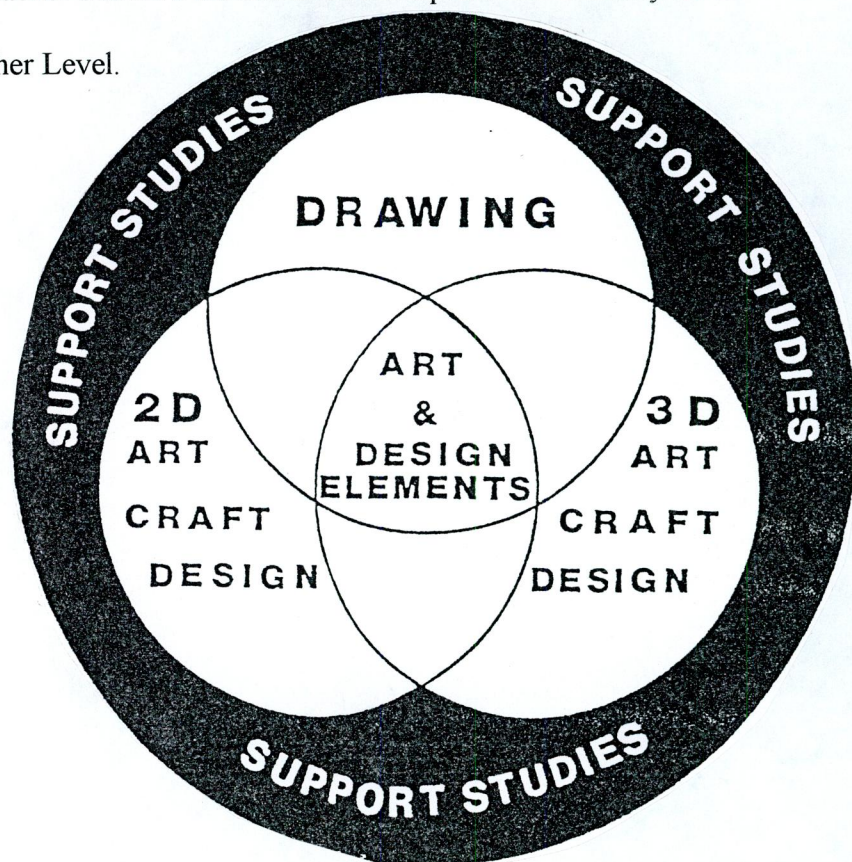 ner Level.
SUPPORT STUDIES
SUPPORT STUDIES
DRAWING
ART
&
DESIGN
ELEMENTS
2D
ART
CRAFT
DESIGN
3D
ART
CRAFT
DESIGN
SUPPORT STUDIES